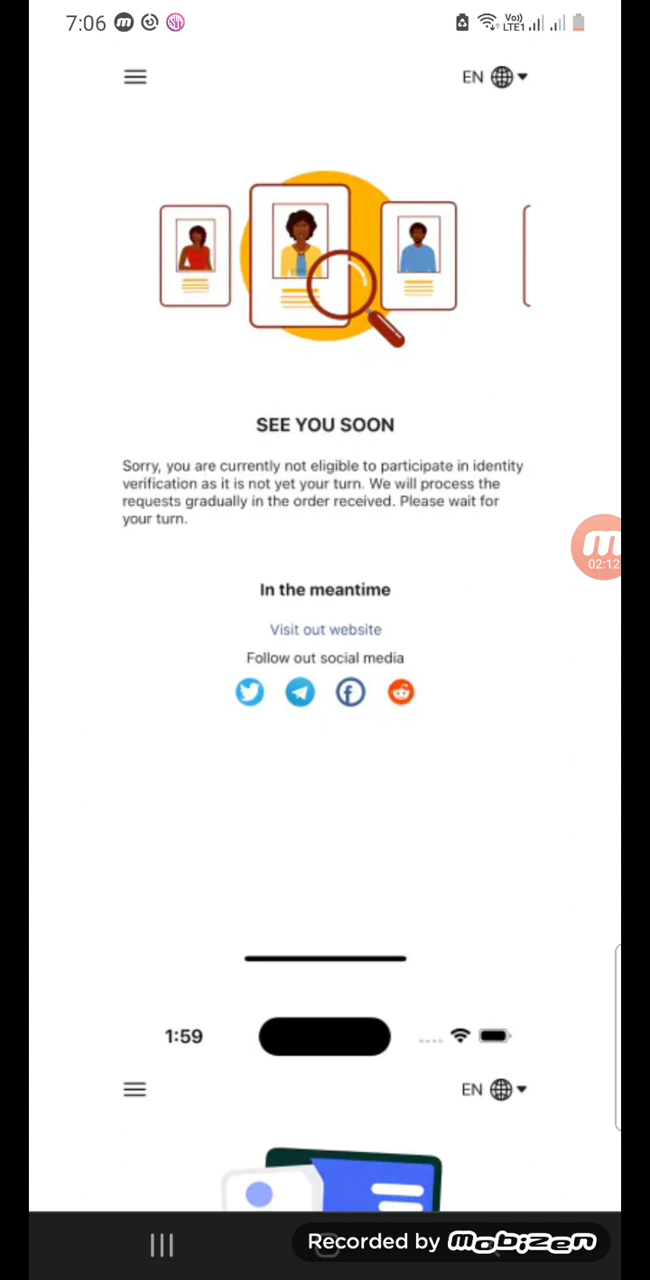 7:06
Vo))
LTE1
EN
SEE YOU SOON
Sorry, you are currently not eligible to participate in identity
verification as it is not yet your turn. We will process the
requests gradually in the order received. Please wait for
your turn.
02:12
In the meantime
Visit out website
Follow out social media
1:59
EN
Recorded by mobizen